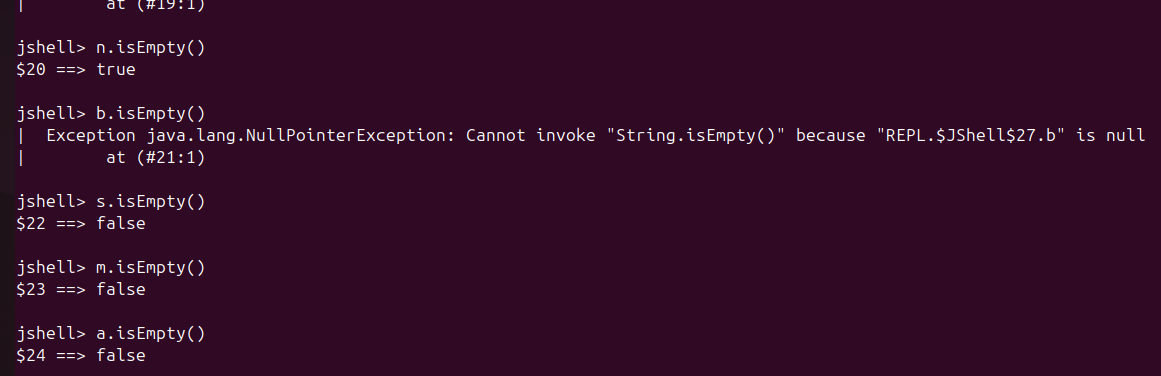 |        at (#19:1)
jshell> n.isEmpty()
$20 ==> true
jshell> b.isEmpty()
|  Exception java.lang.NullPointerException: Cannot invoke "String.isEmpty()" because "REPL.$JShell$27.b" is null
|        at (#21:1)
jshell> s.isEmpty()
$22 ==> false
jshell> m.isEmpty()
$23 ==> false
jshell> a.isEmpty()
$24 ==> false